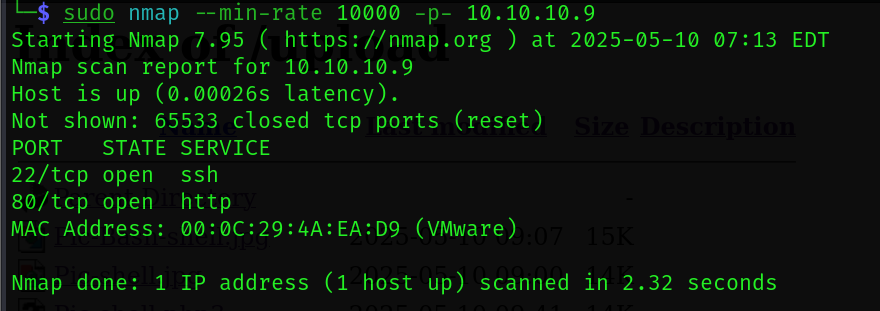 └─$ sudo nmap --min-rate 10000 -p- 10.10.10.9
Starting Nmap 7.95 ( https://nmap.org ) at 2025-05-10 07:13 EDT
Nmap scan report for 10.10.10.9
Host is up (0.00026s latency).
Not shown: 65533 closed tcp ports (reset)
Size Description
PORT   STATE SERVICE
22/tcp open  ssh
80/tcp open  http
MAC Address: 00:0C:29:4A:EA:D9 (VMware)
15K
Nmap done: 1 IP address (1 host up) scanned in 2.32 seconds